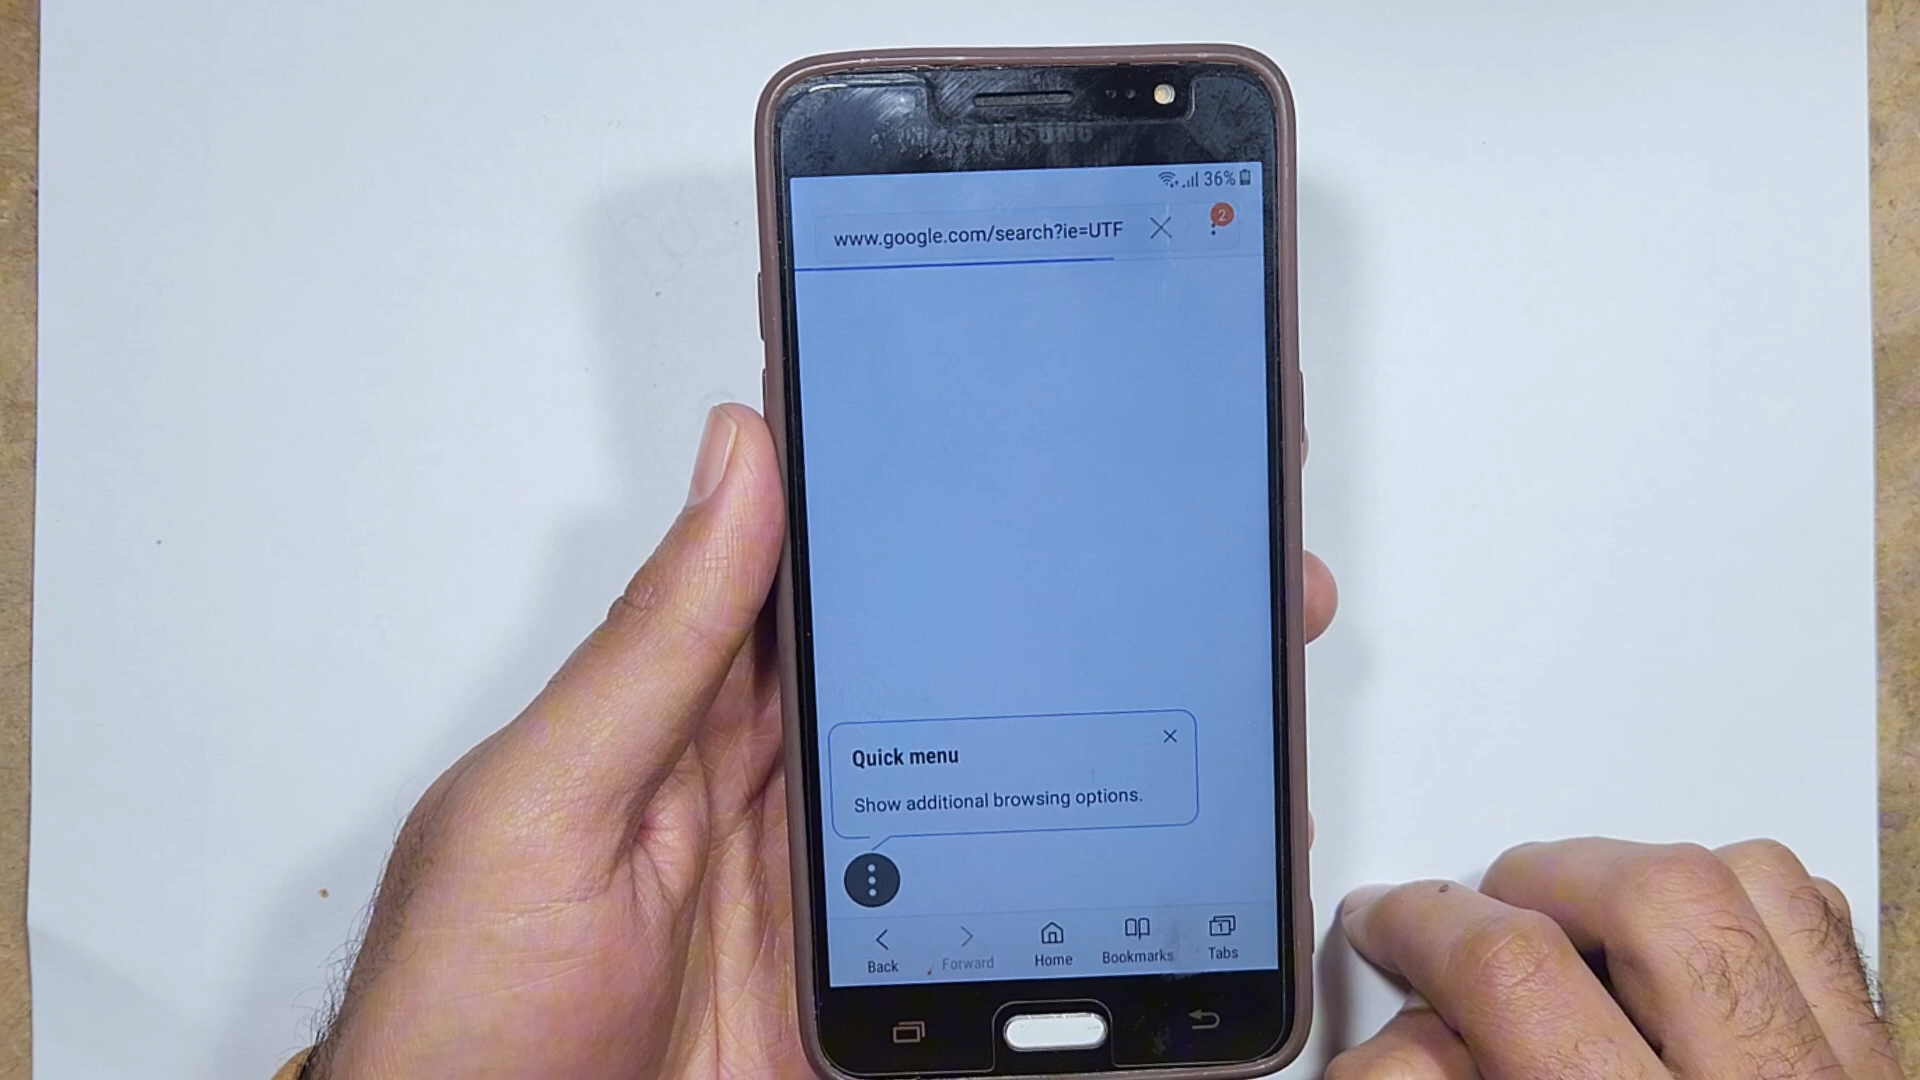 SAMSUNG
36%
www.google.com/search?ie=UTF
2
Quick menu
Show additional browsing options.
1
Back Forward Home Bookmarks Tabs